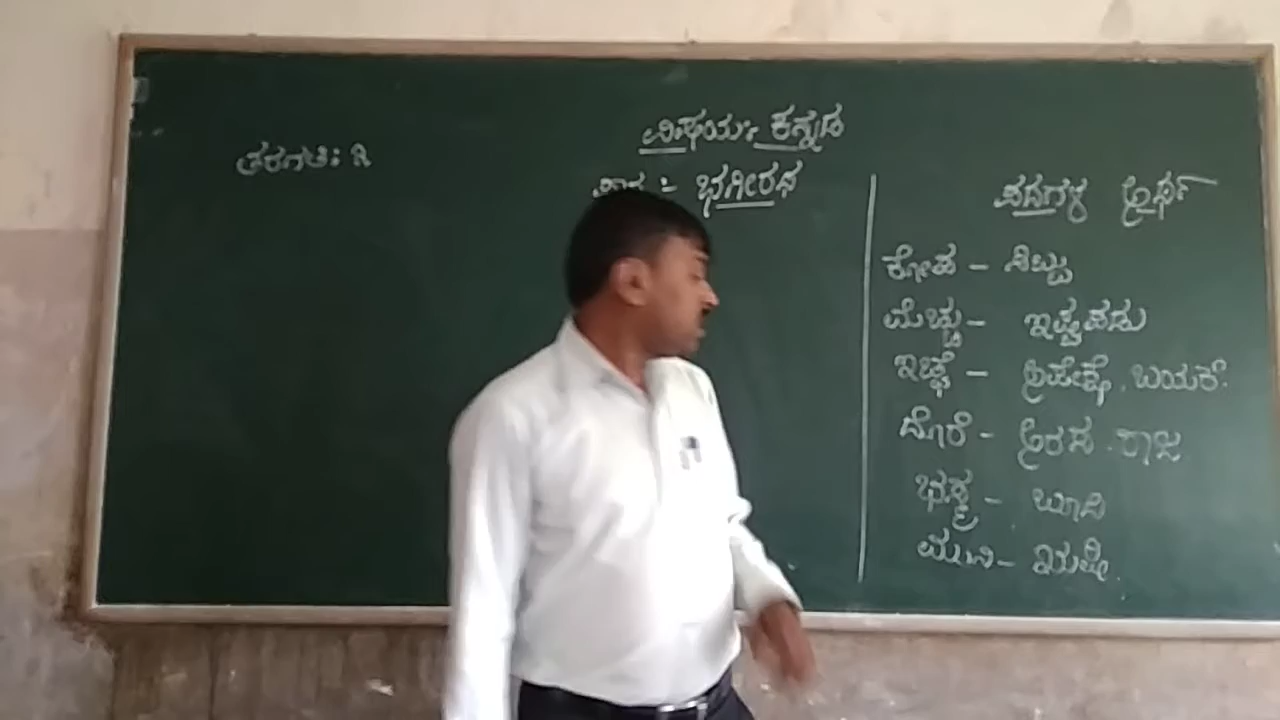 ವಿಷಯ: ಕನ್ನಡ
ತರಗತಿ: ೩
ಪಾಠ :- ಭಗೀರಥ
ಪದಗಳ ಅರ್ಥ
ಕೋಪ - ಸಿಟ್ಟು
ಮೆಚ್ಚು - ಇಷ್ಟಪಡು
ಇಚ್ಛೆ - ಅಪೇಕ್ಷೆ, ಬಯಕೆ.
ದೊರೆ - ಅರಸ. ರಾಜ
ಭಸ್ಮ - ಬೂದಿ
ಮುನಿ - ಋಷಿ.